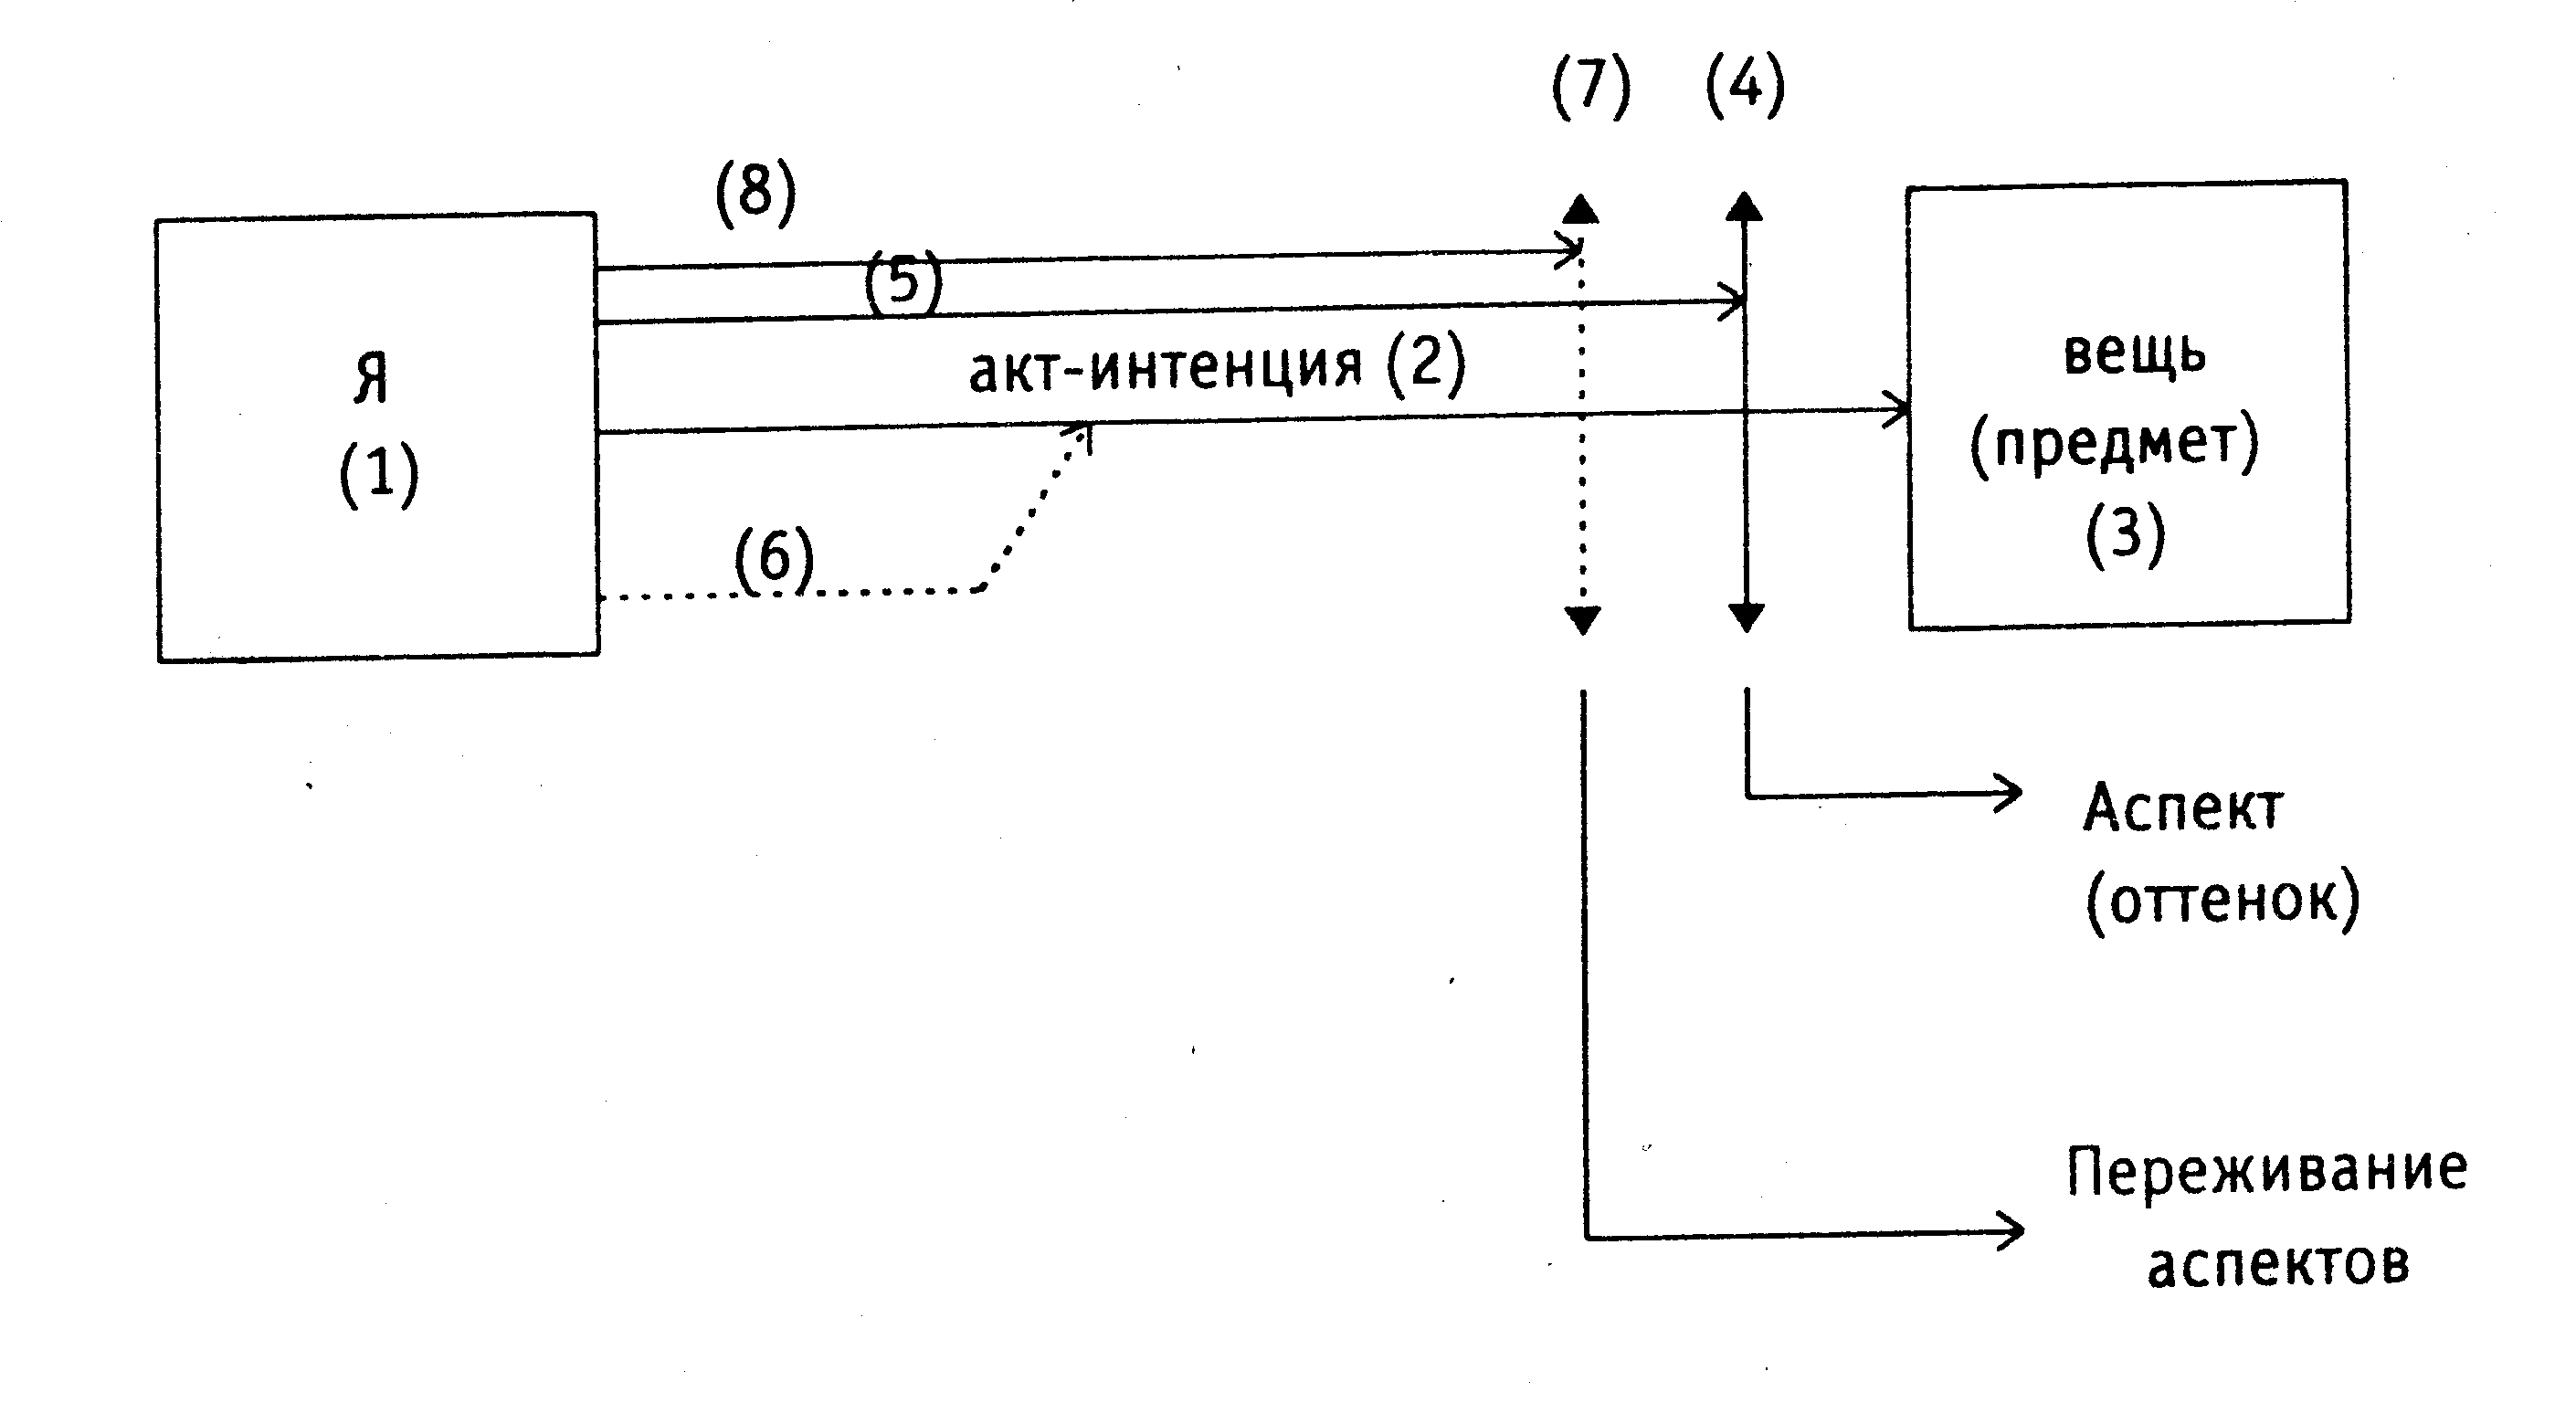 (7) (4)
(8)
(5)
Я
(1)
акт-интенция (2)
вещь
(предмет)
(3)
(6)
Аспект
(оттенок)
Переживание
аспектов